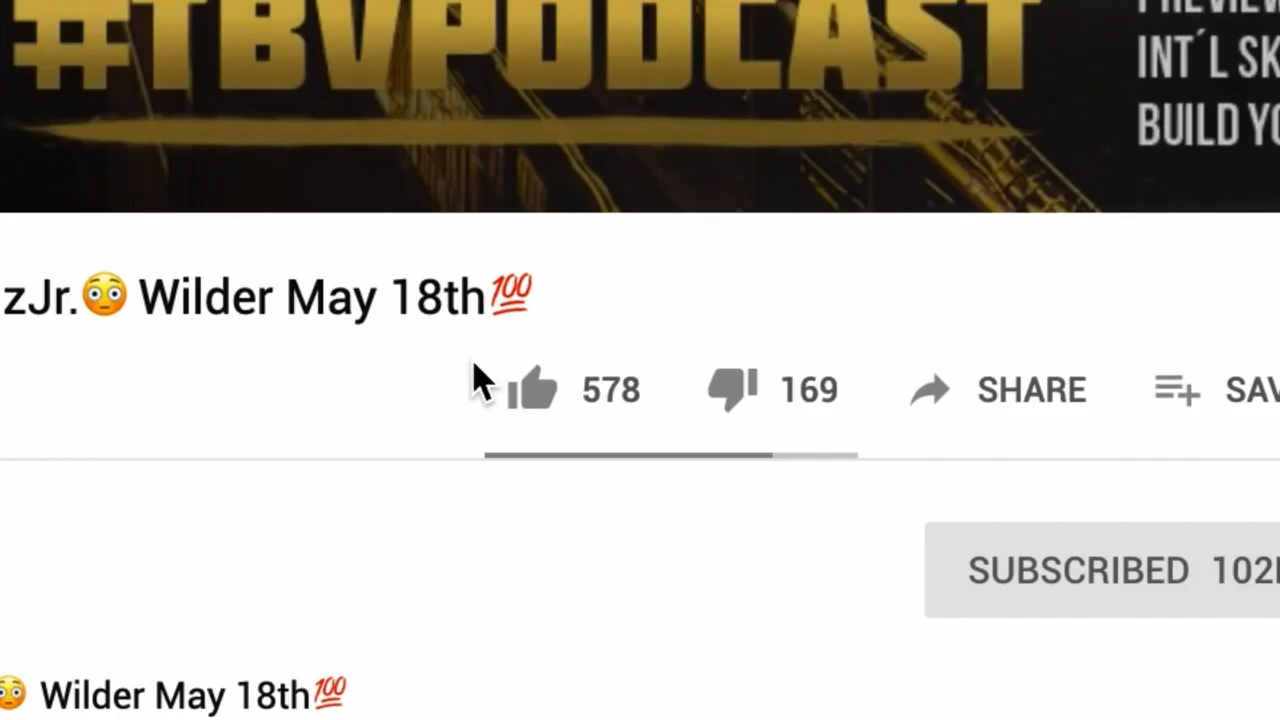 #TBVPODCAST
INT´L SK
BUILD YO
zJr.😳 Wilder May 18th💯
578 169 SHARE SAV
SUBSCRIBED 102
😳 Wilder May 18th💯